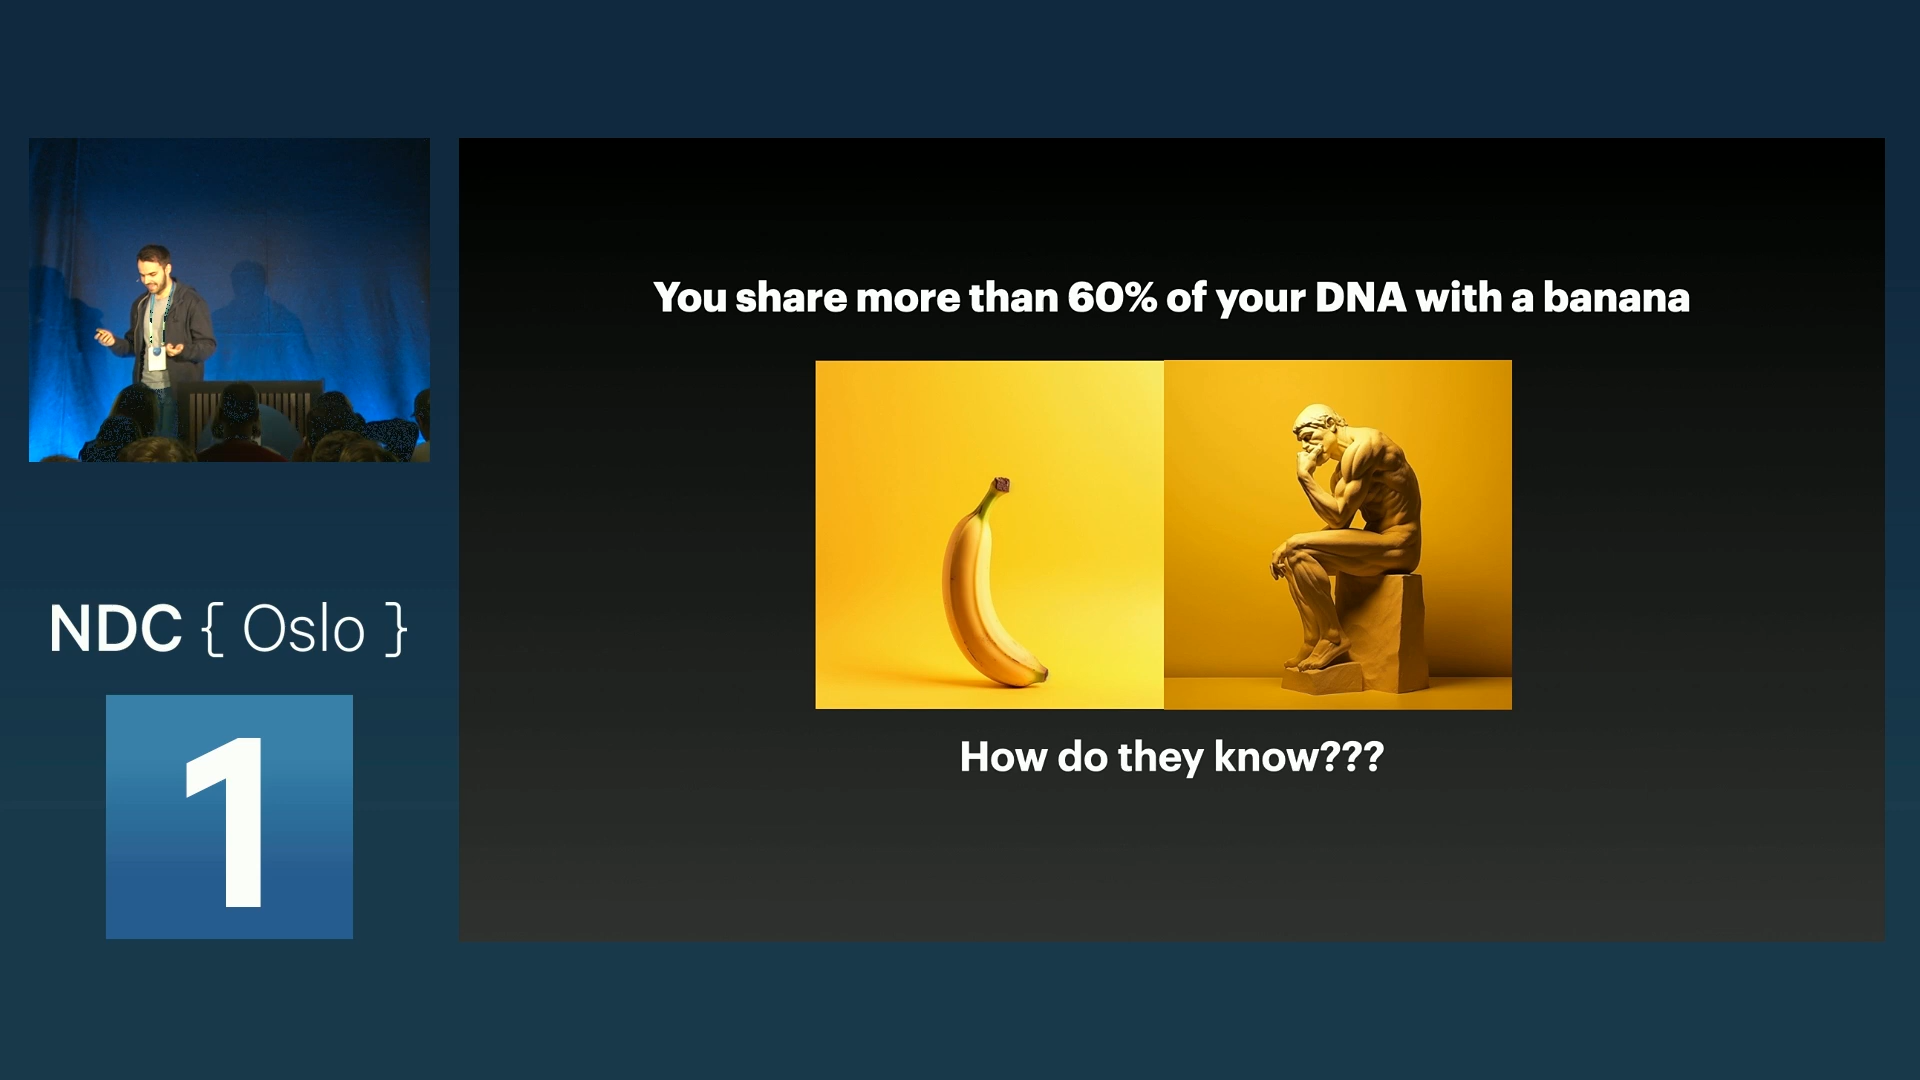 You share more than 60% of your DNA with a banana
How do they know???
NDC { Oslo }
1